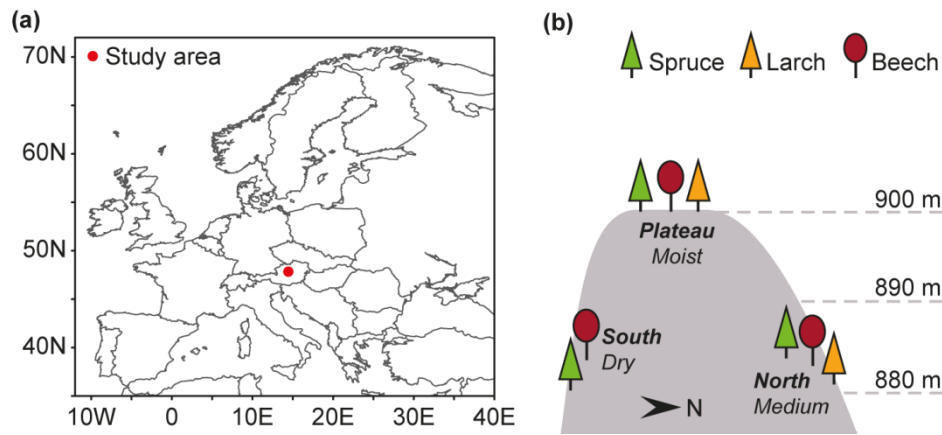 (a)
Study area
70N
60N
50N
40N
10W 0 10E 20E 30E 40E
(b)
Spruce Larch Beech
900 m
Plateau
Moist
890 m
South
Dry
North
Medium
880 m
N